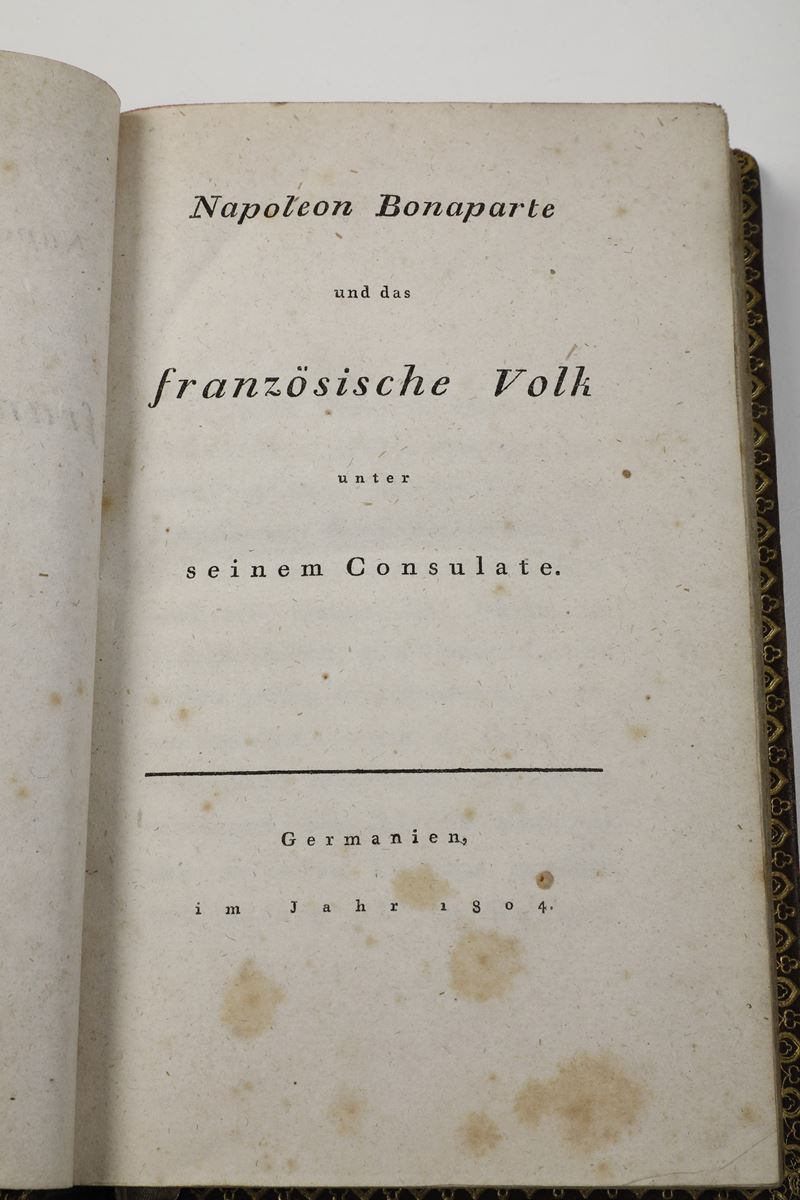 Napoleon Bonaparte
und das
französische Volk
unter
seinem Consulate.
Germanien,
im Jahr 1804.